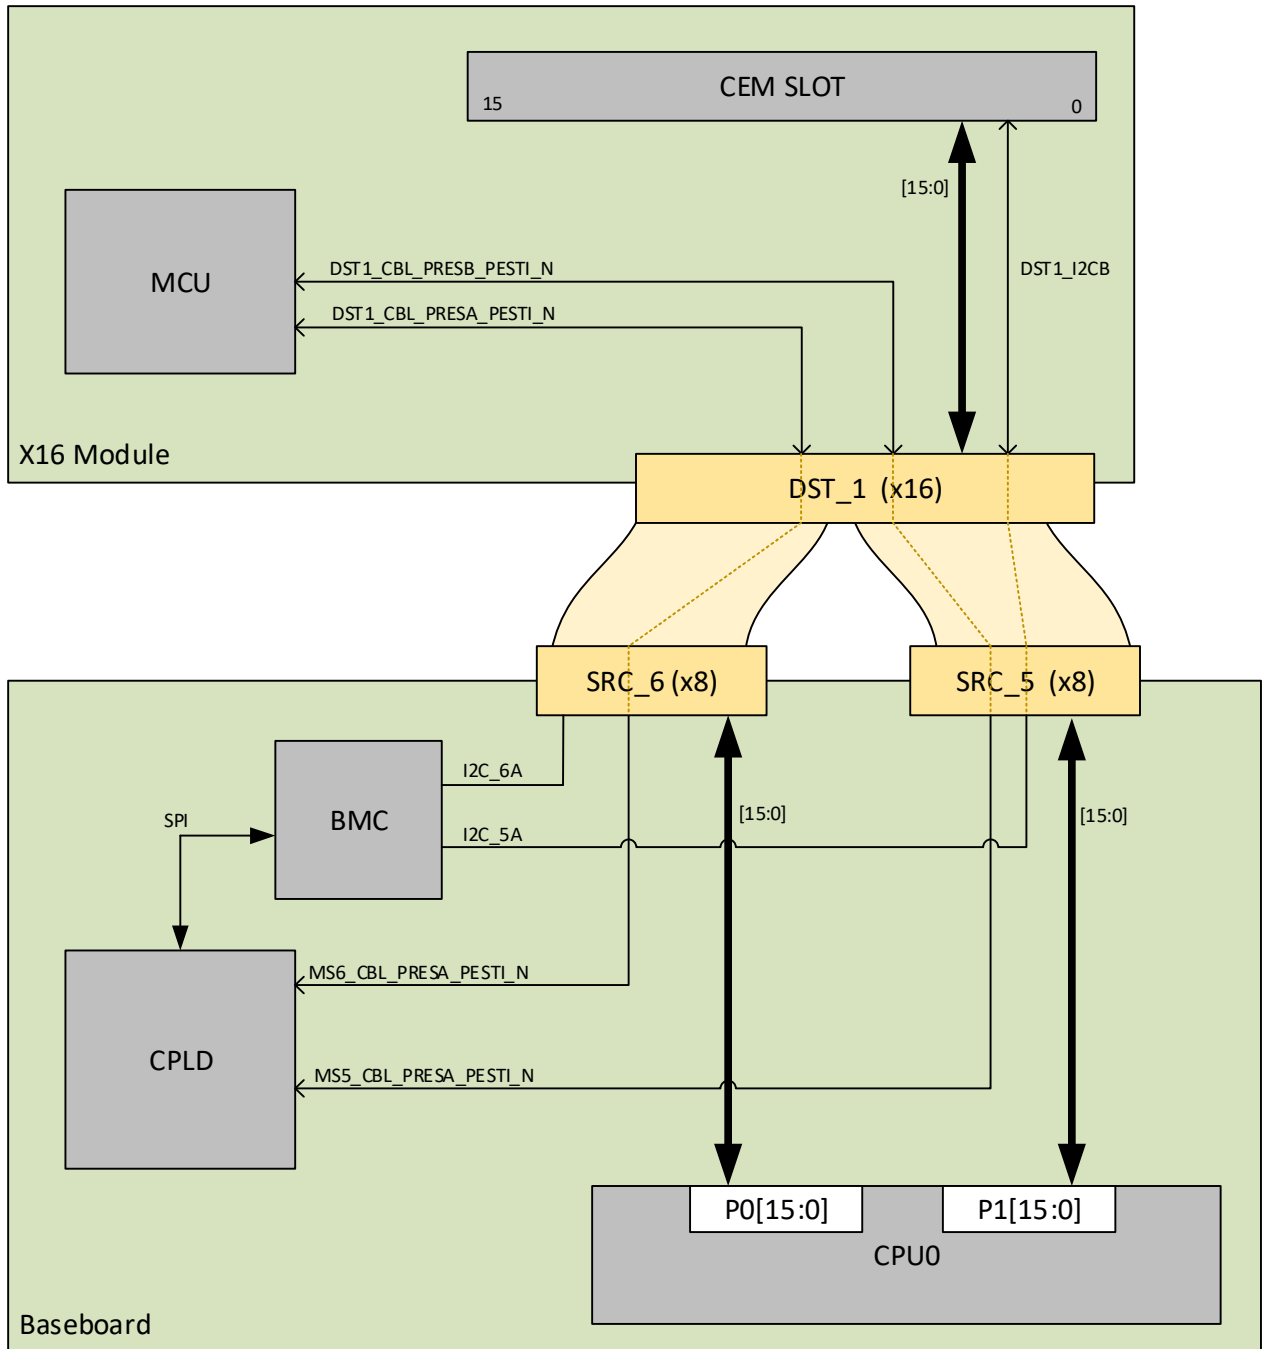 CEM SLOT
15
0
[15:0]
MCU
DST1_CBL_PRESB_PESTI_N
DST1_I2CB
DST1_CBL_PRESA_PESTI_N
X16 Module
DST_1 (x16)
SRC_6 (x8)
SRC_5 (x8)
I2C_6A
SPI
BMC
[15:0]
[15:0]
I2C_5A
MS6_CBL_PRESA_PESTI_N
CPLD
MS5_CBL_PRESA_PESTI_N
P0[15:0]
P1[15:0]
CPU0
Baseboard